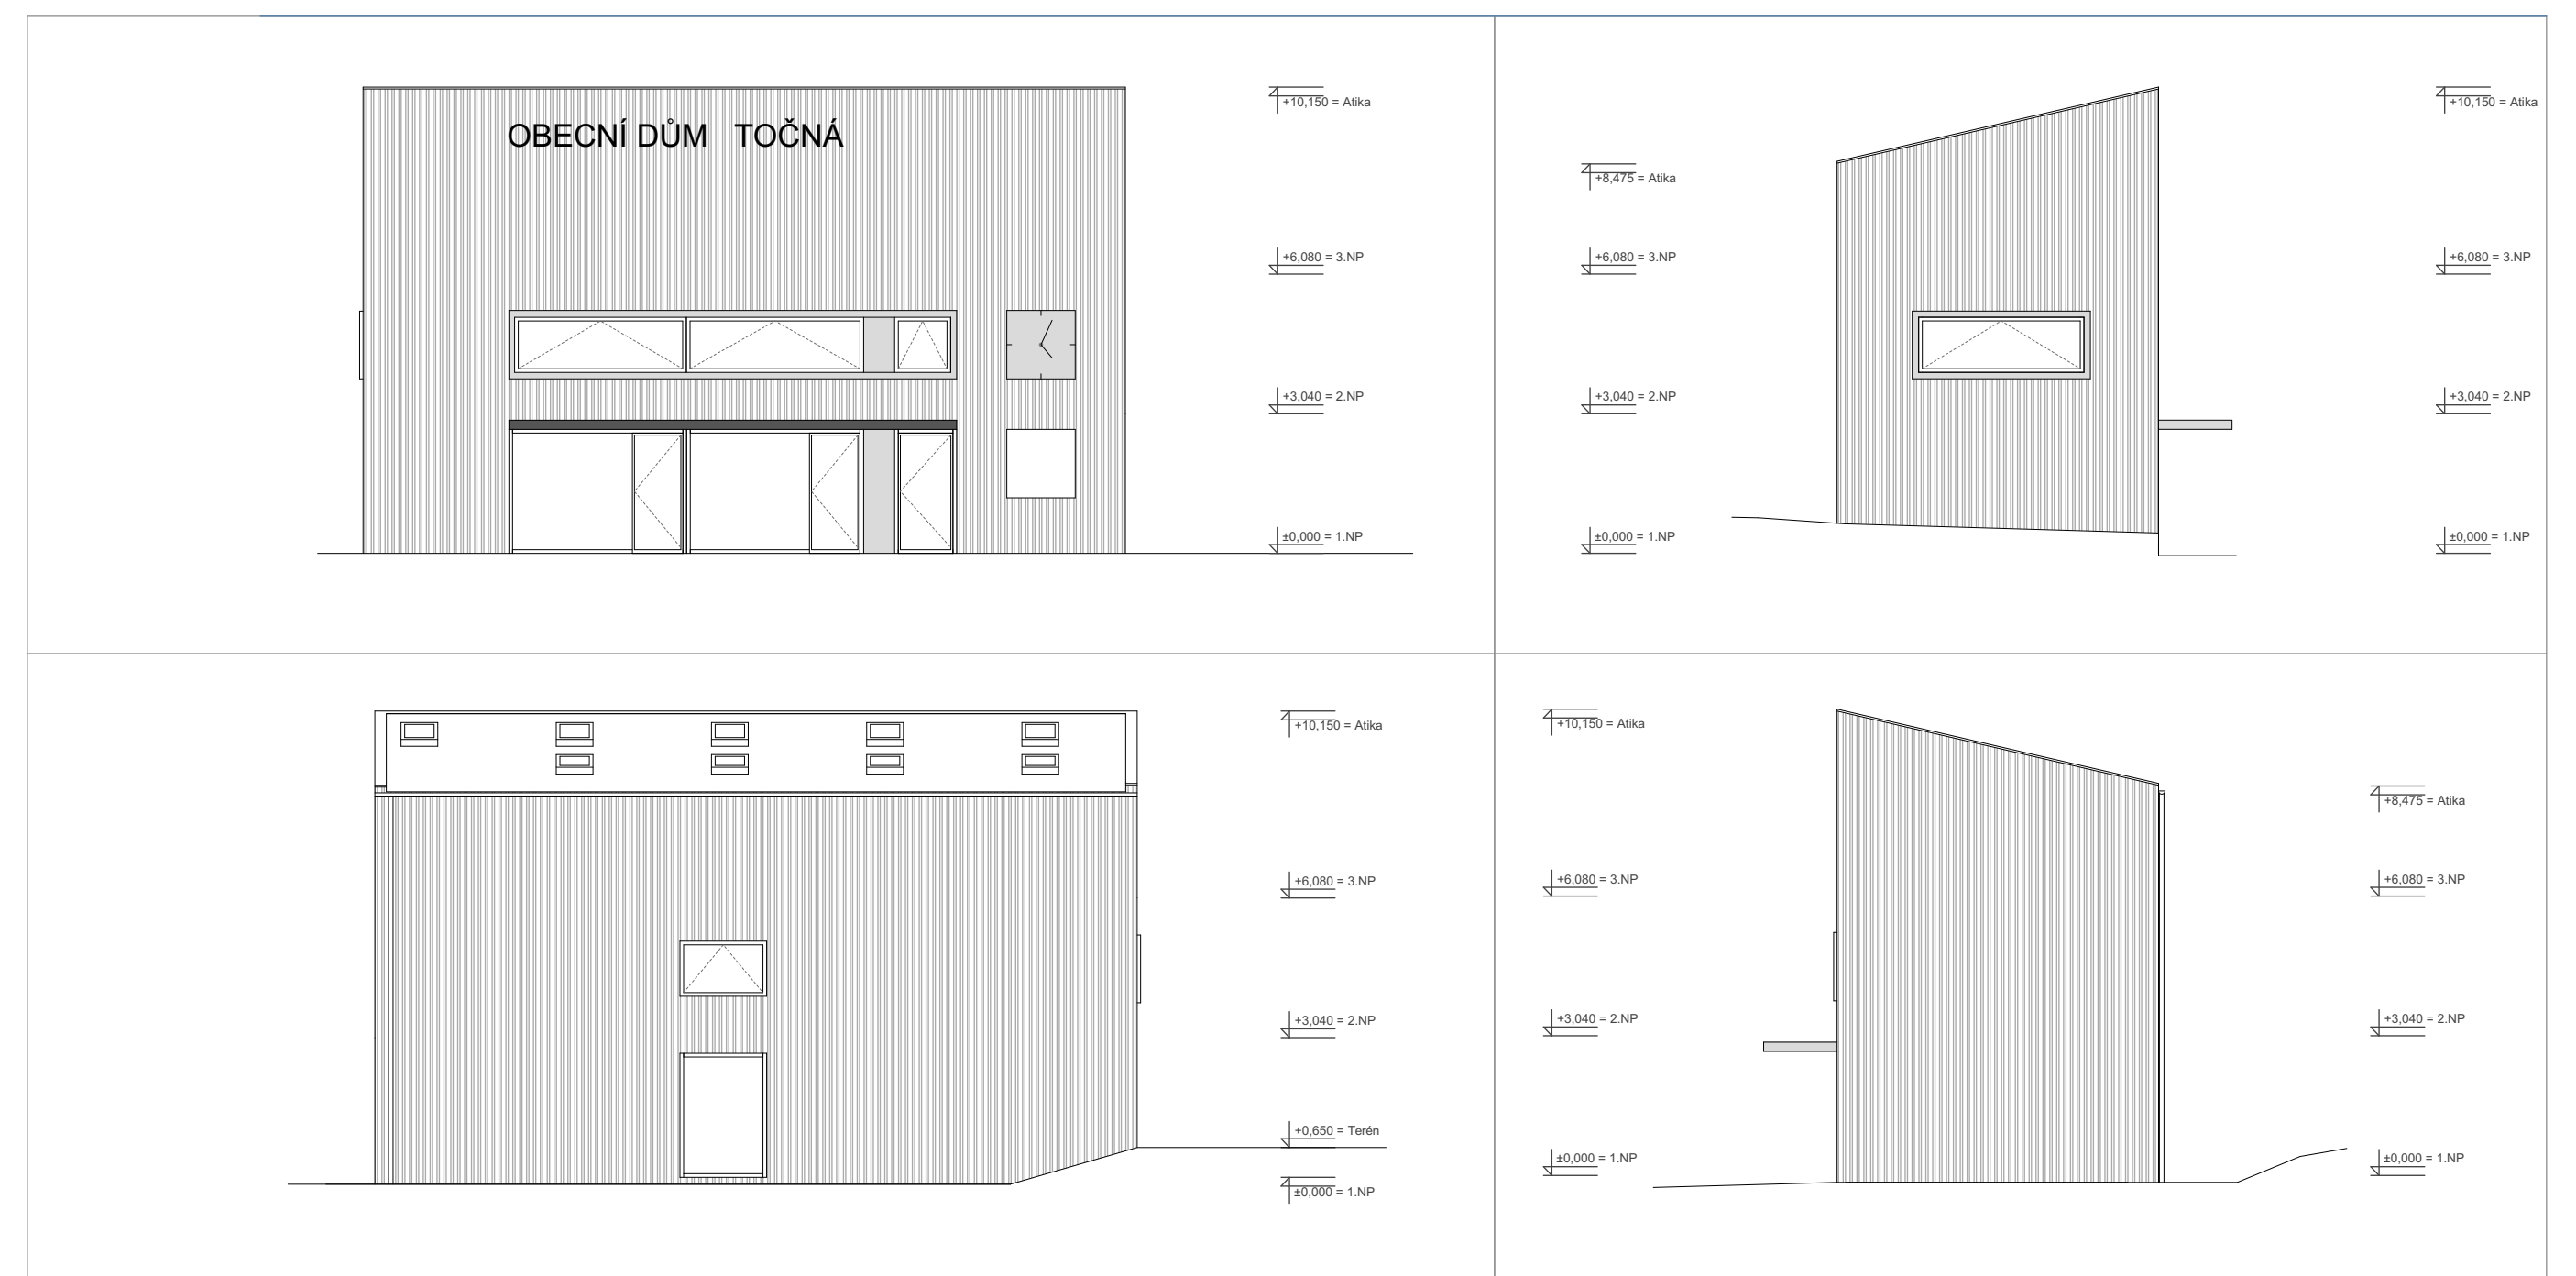 OBECNÍ DŮM TOČNÁ
+10,150 = Atika
+6,080 = 3.NP
+3,040 = 2.NP
±0,000 = 1.NP
+8,475 = Atika
+6,080 = 3.NP
+3,040 = 2.NP
±0,000 = 1.NP
+10,150 = Atika
+6,080 = 3.NP
+3,040 = 2.NP
±0,000 = 1.NP
+10,150 = Atika
+6,080 = 3.NP
+3,040 = 2.NP
+0,650 = Terén
±0,000 = 1.NP
+10,150 = Atika
+6,080 = 3.NP
+3,040 = 2.NP
±0,000 = 1.NP
+8,475 = Atika
+6,080 = 3.NP
+3,040 = 2.NP
±0,000 = 1.NP